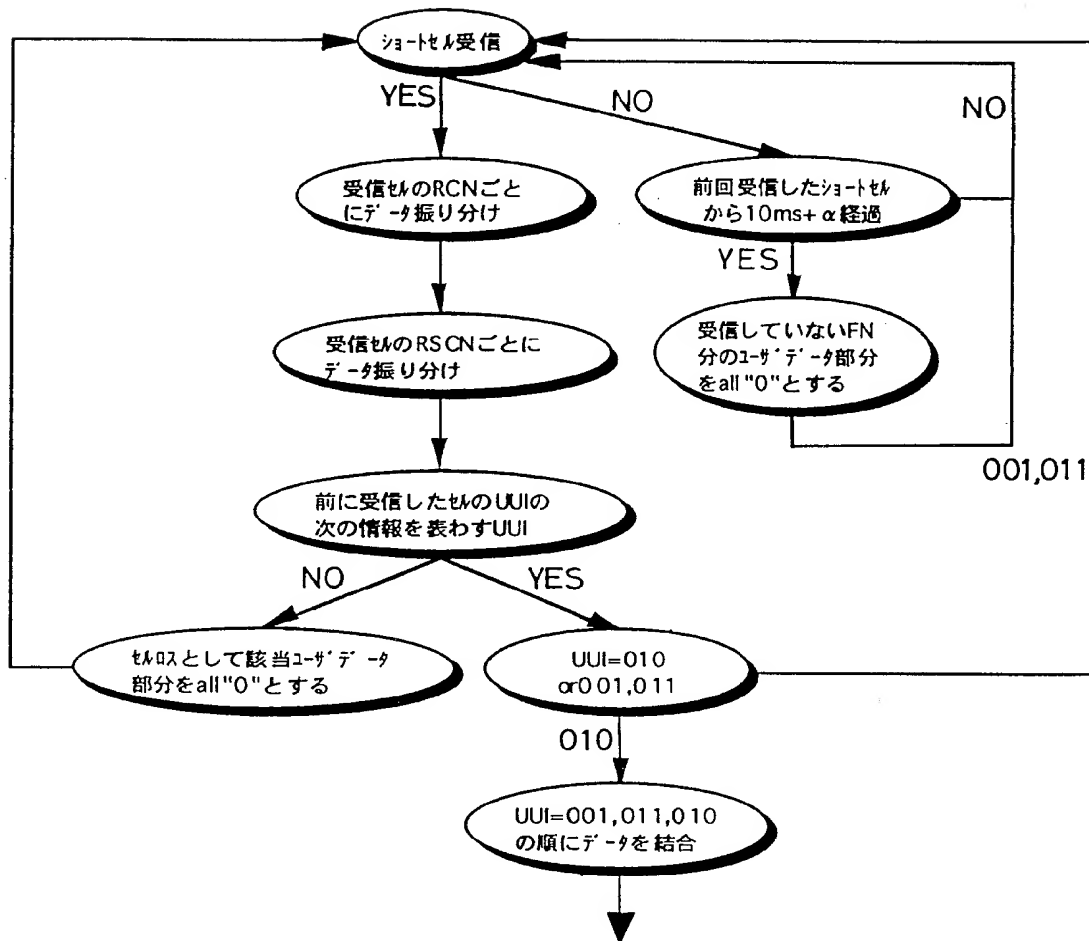 ショートセル受信
YES
NO
NO
受信セルのRCNごと
にデータ振り分け
前回受信したショートセル
から10ms+α経過
YES
受信セルのRSCNごとに
データ振り分け
受信していないFN
分のユーザデータ部分
をall"0"とする
001,011
前に受信したセルのUUIの
次の情報を表わすUUI
NO
YES
セルロスとして該当ユーザデータ
部分をall"0"とする
UUI=010
or001,011
010
UUI=001,011,010
の順にデータを結合